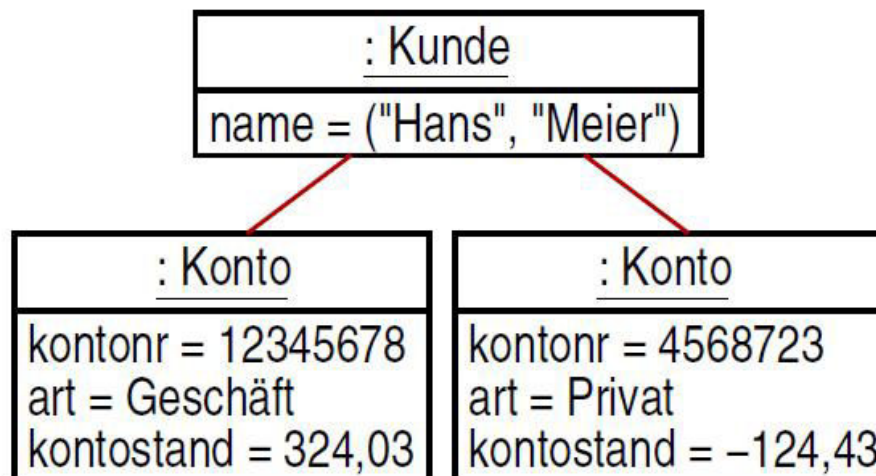 : Kunde
name = ("Hans", "Meier")
: Konto
kontonr = 12345678
art = Geschäft
kontostand = 324,03
: Konto
kontonr = 4568723
art = Privat
kontostand = –124,43